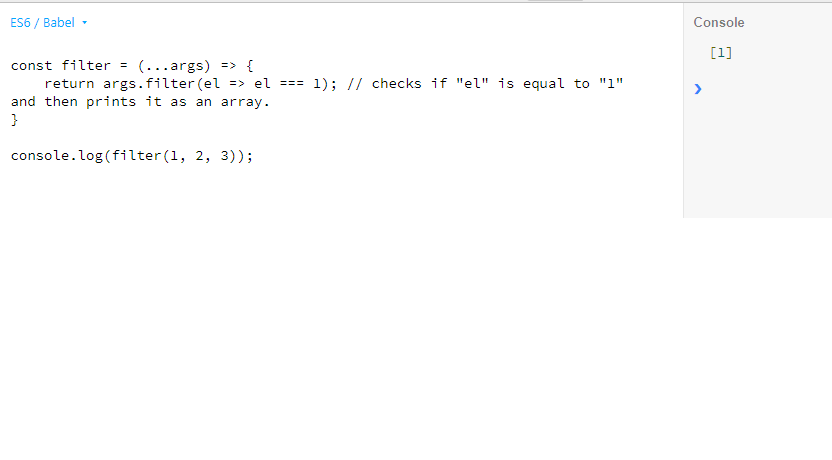 ES6 / Babel
Console
const filter = (...args) => {
    return args.filter(el => el === 1); // checks if "el" is equal to "1"
and then prints it as an array.
}
console.log(filter(1, 2, 3));
[1]